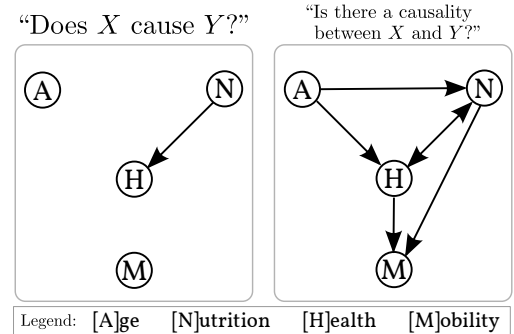 “Does X cause Y?”
“Is there a causality
between X and Y?”
A
N
H
M
A
N
H
M
Legend: [A]ge [N]utrition [H]ealth [M]obility